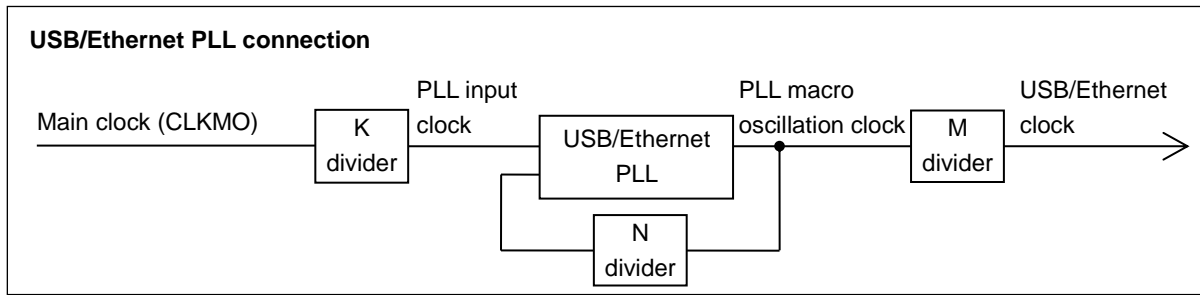 USB/Ethernet PLL connection
Main clock (CLKMO)
K
divider
PLL input
clock
USB/Ethernet
PLL
N
divider
PLL macro
oscillation clock
M
divider
USB/Ethernet
clock